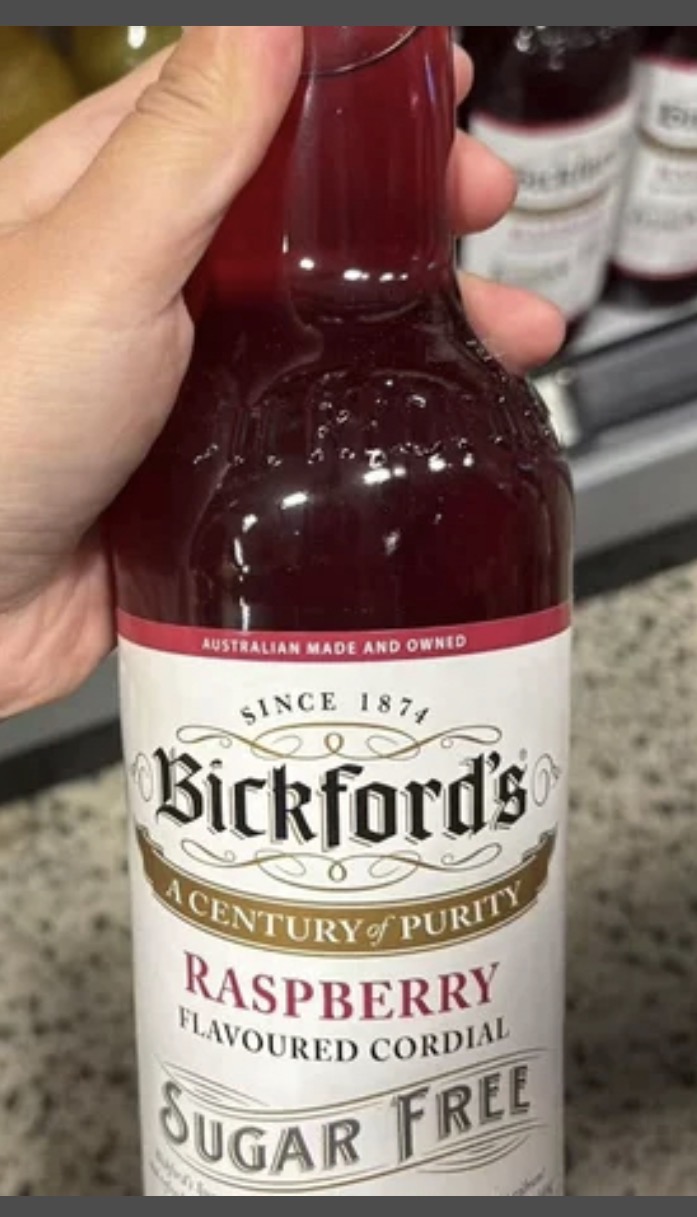 AUSTRALIAN MADE AND OWNED
SINCE 1874
Bickford's
A CENTURY of PURITY
RASPBERRY
FLAVOURED CORDIAL
SUGAR FREE